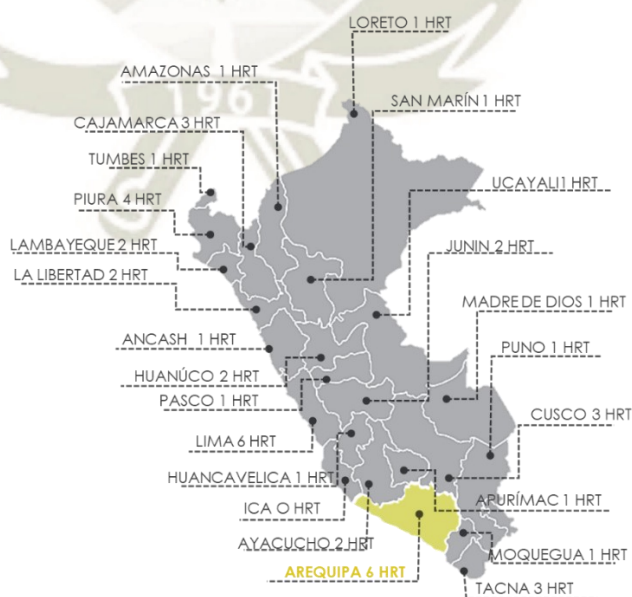 LORETO 1 HRT
AMAZONAS 1 HRT
96
SAN MARÍN 1 HRT
CAJAMARCA 3 HRT
TUMBES 1 HRT
UCAYALI1 HRT
PIURA 4 HRT
LAMBAYEQUE 2 HRT
JUNIN 2 HRT
LA LIBERTAD 2 HRT
MADRE DE DIOS 1 HRT
ANCASH 1 HRT
PUNO 1 HRT
HUANÚCO 2 HRT
PASCO 1 HRT
CUSCO 3 HRT
LIMA 6 HRT
HUANCAVELICA 1 HRT
APURÍMAC 1 HRT
ICA O HRT
AYACUCHO 2 HRT
MOQUEGUA 1 HRT
AREQUIPA 6 HRT
TACNA 3 HRT